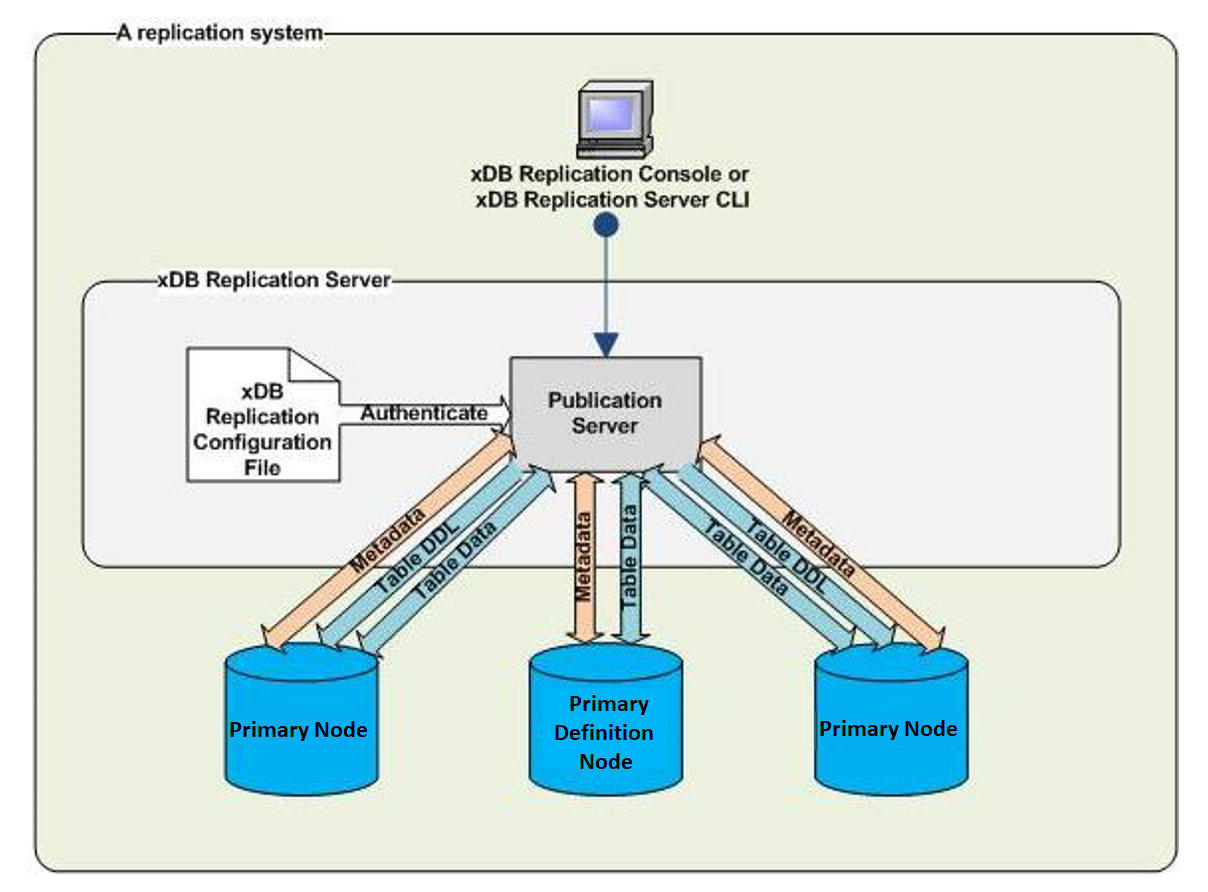 A replication system
xDB Replication Console or
xDB Replication Server CLI
xDB Replication Server
xDB
Replication
Configuration
File
Authenticate
Publication
Server
Metadata
Table DDL
Table Data
Metadata
Table Data
Table Data
Table DDL
Metadata
Primary Node
Primary
Definition
Node
Primary Node